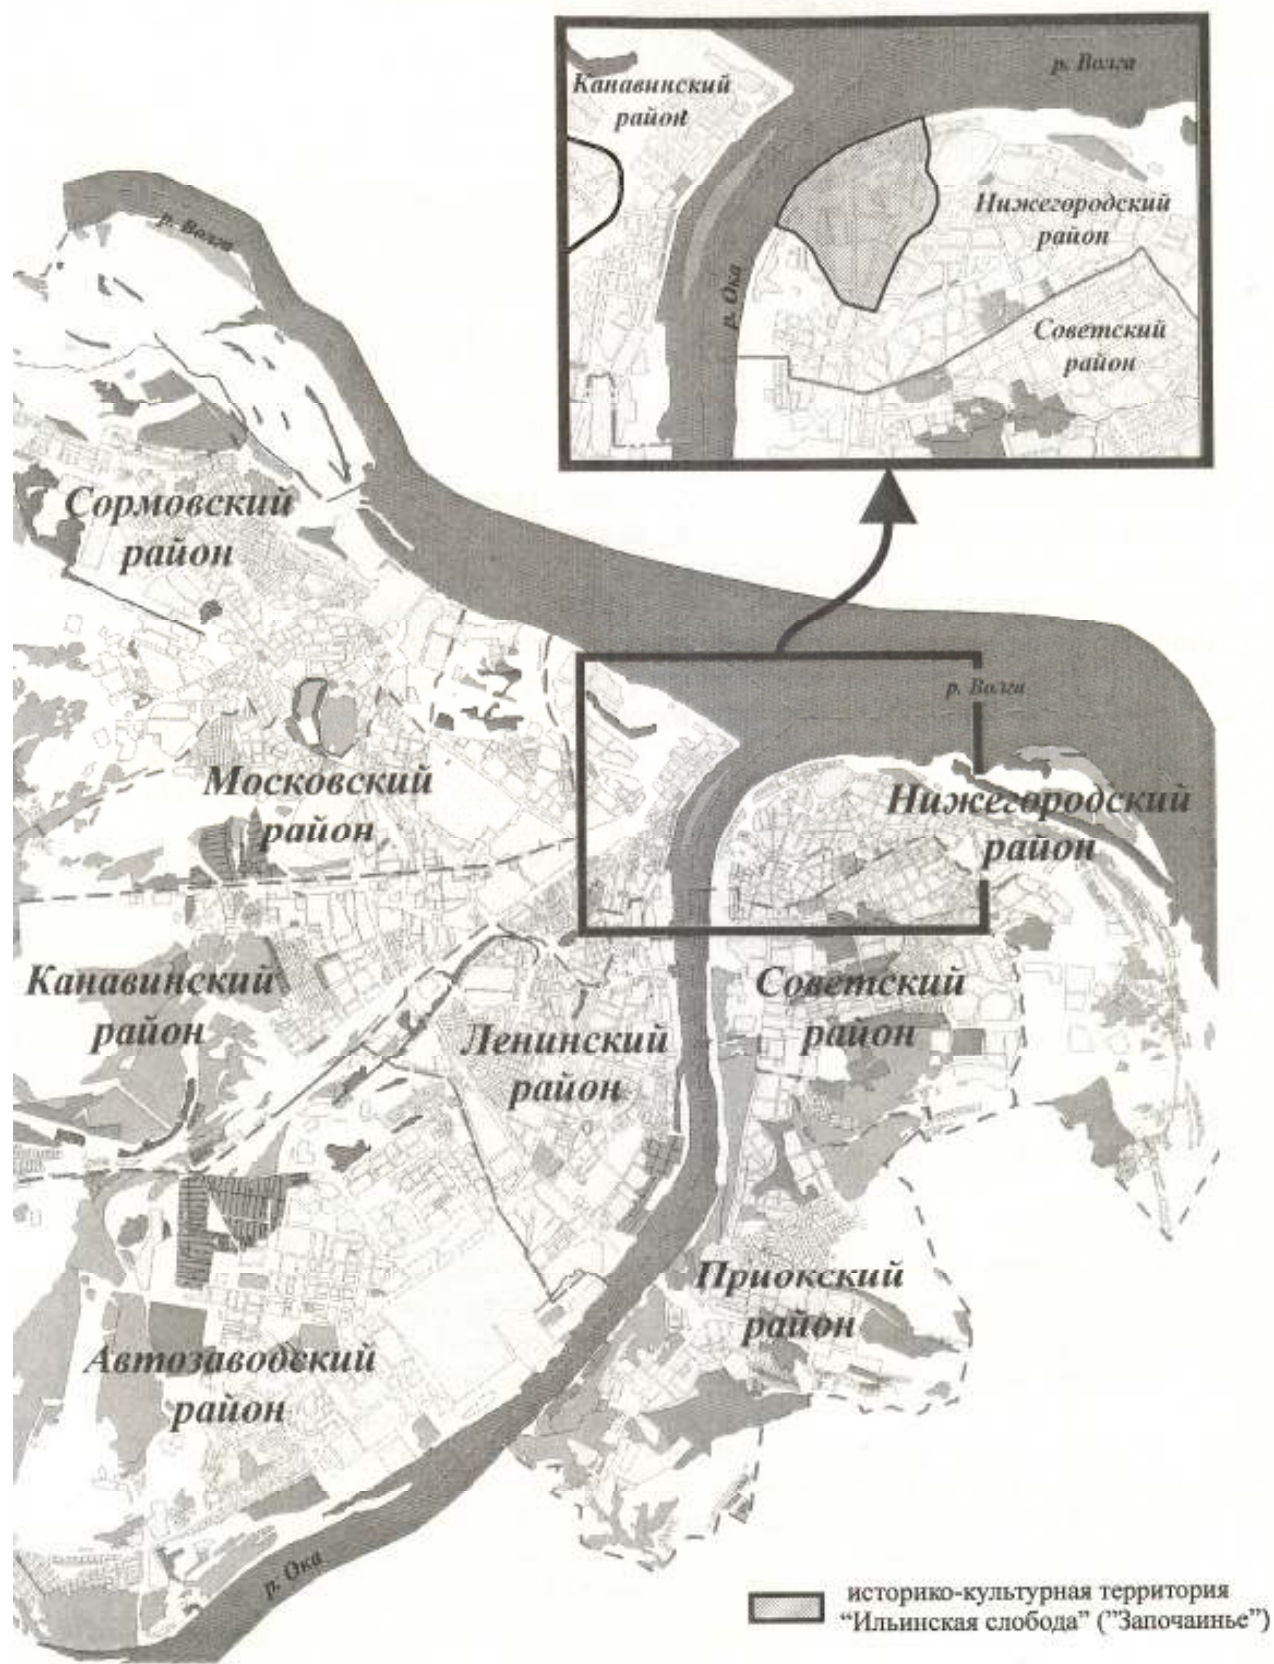 р. Волга
Канавинский
район
Нижегородский
район
р. Ока
Советский
район
р. Волга
Сормовский
район
р. Волга
Московский
район
Нижегородский
район
Канавинский
район
Советский
район
Ленинский
район
Приокский
район
Автозаводский
район
р. Ока
историко-культурная территория
“Ильинская слобода” (”Започаинье”)